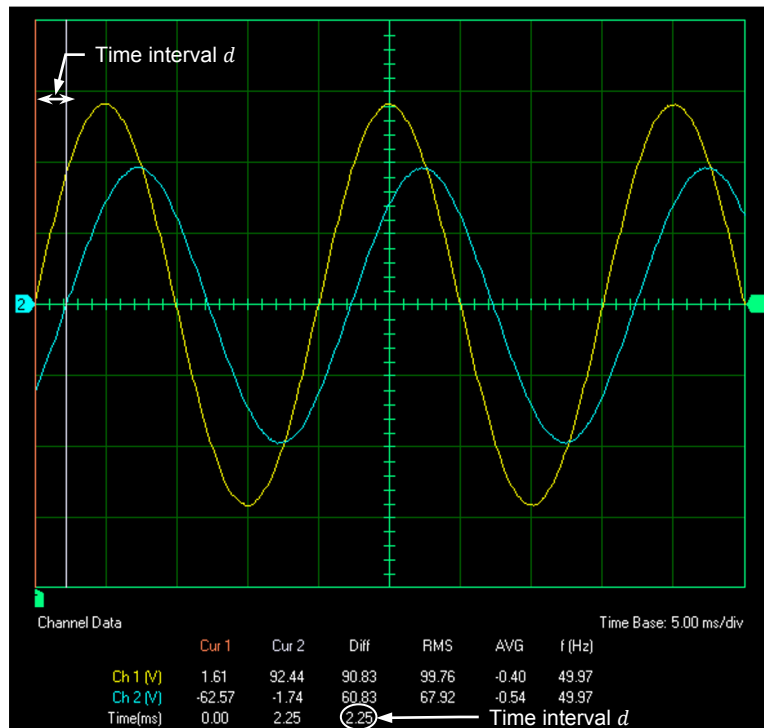 Time interval d
2
Channel Data Time Base: 5.00 ms/div
Cur 1 Cur 2 Diff RMS AVG f (Hz)
Ch 1 (V) 1.61 92.44 90.83 99.76 -0.40 49.97
Ch 2 (V) -62.57 -1.74 60.83 67.92 -0.54 49.97
Time(ms) 0.00 2.25 2.25 Time interval d